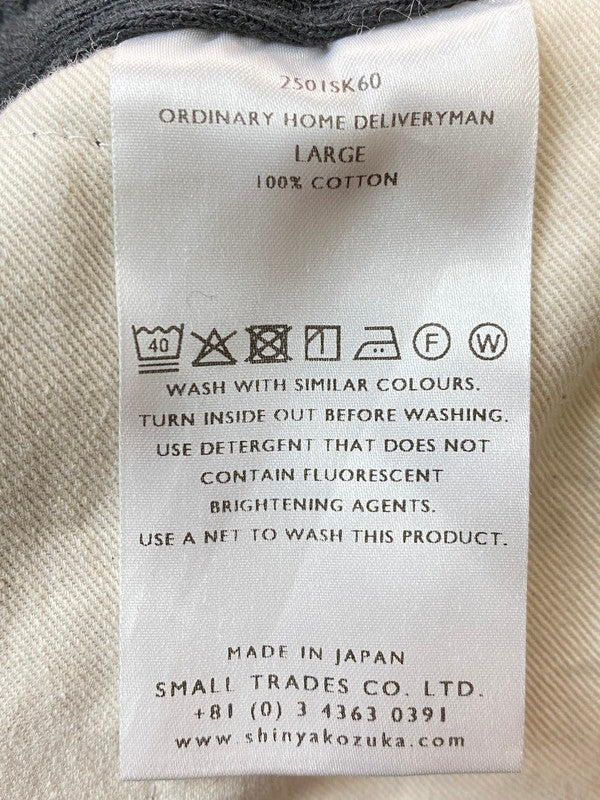 2501SK60
ORDINARY HOME DELIVERYMAN
LARGE
100% COTTON
40 F W
WASH WITH SIMILAR COLOURS.
TURN INSIDE OUT BEFORE WASHING.
USE DETERGENT THAT DOES NOT
CONTAIN FLUORESCENT
BRIGHTENING AGENTS.
USE A NET TO WASH THIS PRODUCT.
MADE IN JAPAN
SMALL TRADES CO. LTD.
+81 (0) 3 4363 0391
www.shinyakozuka.com